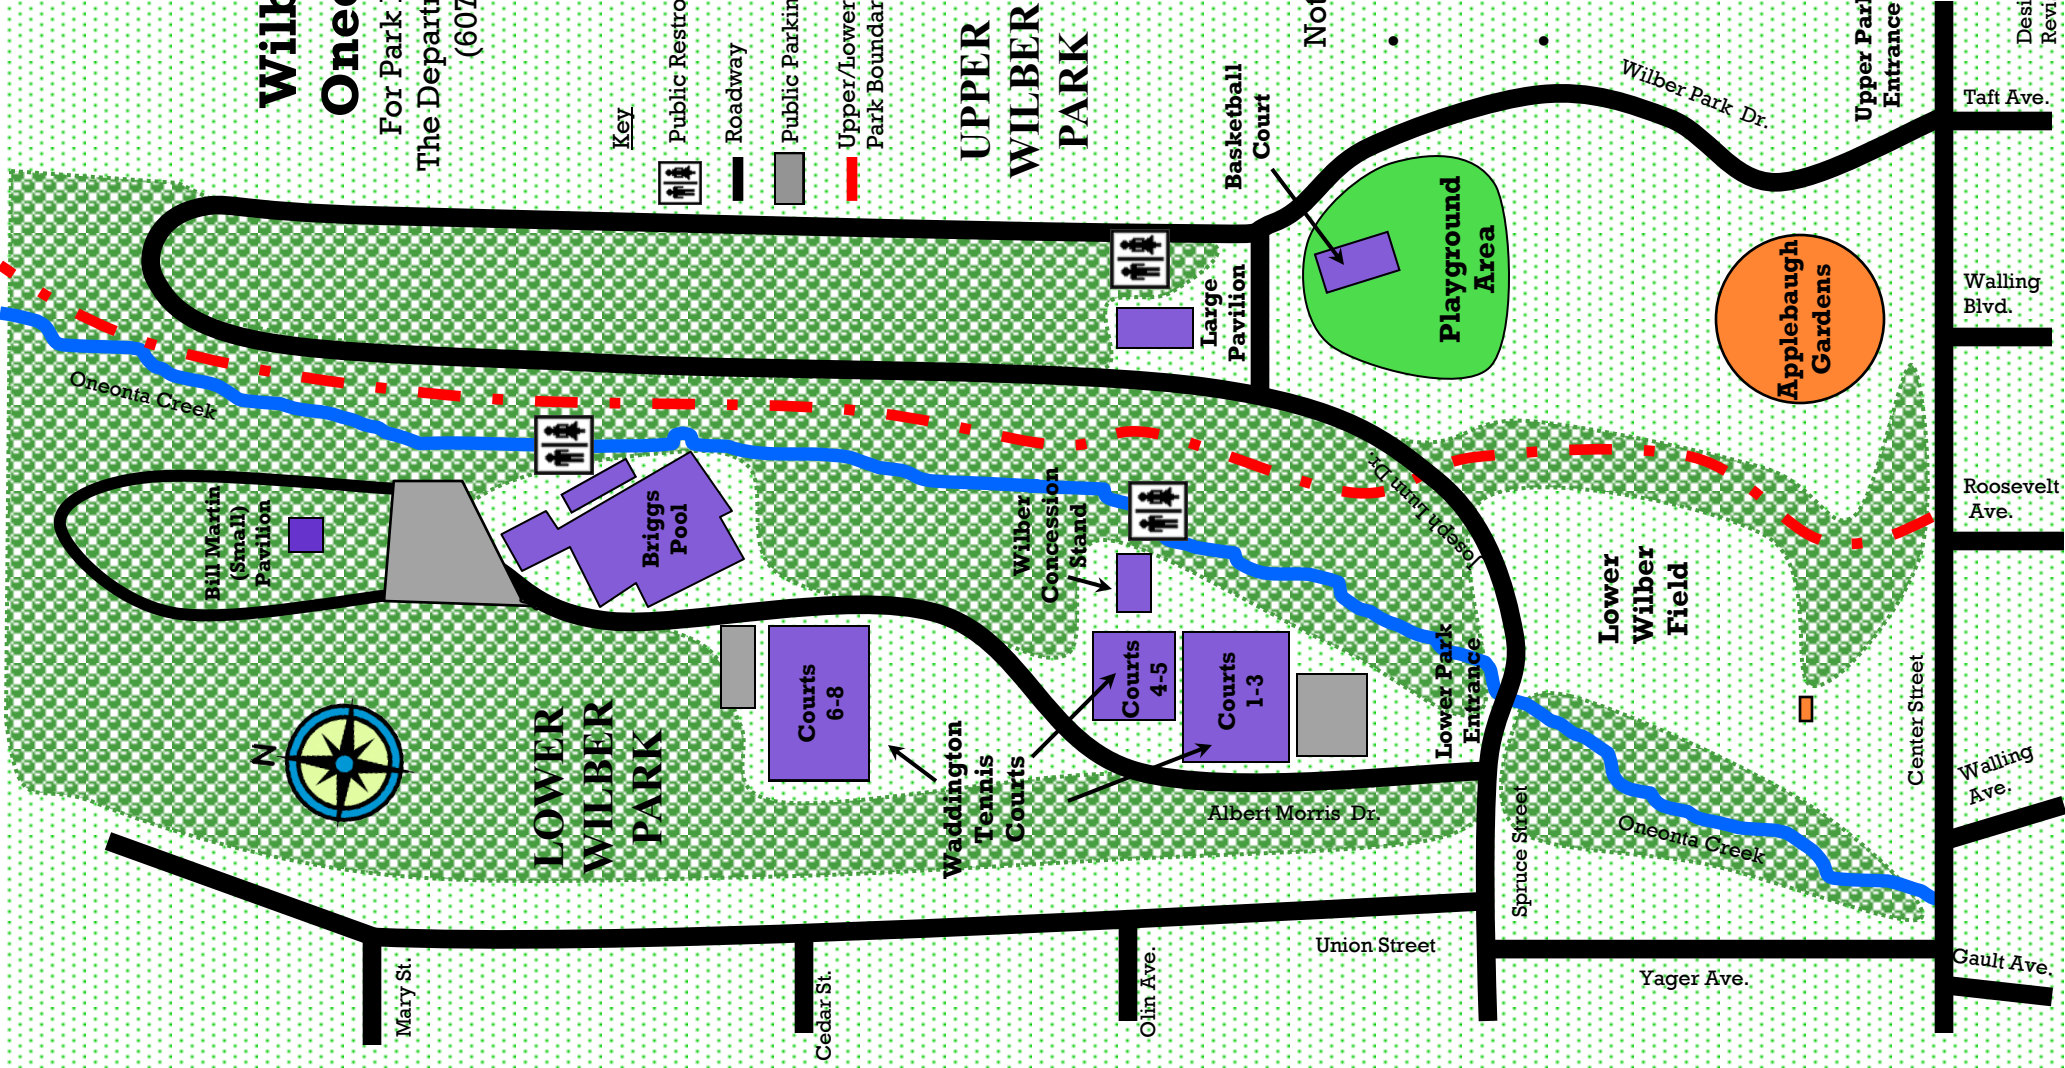 Wilb
Oneo
For Park
The Departn
(607
Key
Public Restro
Roadway
Public Parkin
Upper/Lower
Park Boundar
UPPER
WILBER
PARK
Not
•
•
Basketball
Court
Wilber Park Dr.
Upper Park
Entrance
Desi
Revi
Taft Ave.
Large
Pavilion
Playground
Area
Applebaugh
Gardens
Walling
Blvd.
Oneonta Creek
Bill Martin
(Small)
Pavilion
Briggs
Pool
Wilber
Concession
Stand
Joseph Lunn Dr.
Lower
Wilber
Field
Roosevelt
Ave.
N
LOWER
WILBER
PARK
Courts
6-8
Waddington
Tennis
Courts
Courts
4-5
Courts
1-3
Lower Park
Entrance
Albert Morris Dr.
Spruce Street
Oneonta Creek
Center Street
Walling
Ave.
Mary St.
Cedar St.
Olin Ave.
Union Street
Yager Ave.
Gault Ave.